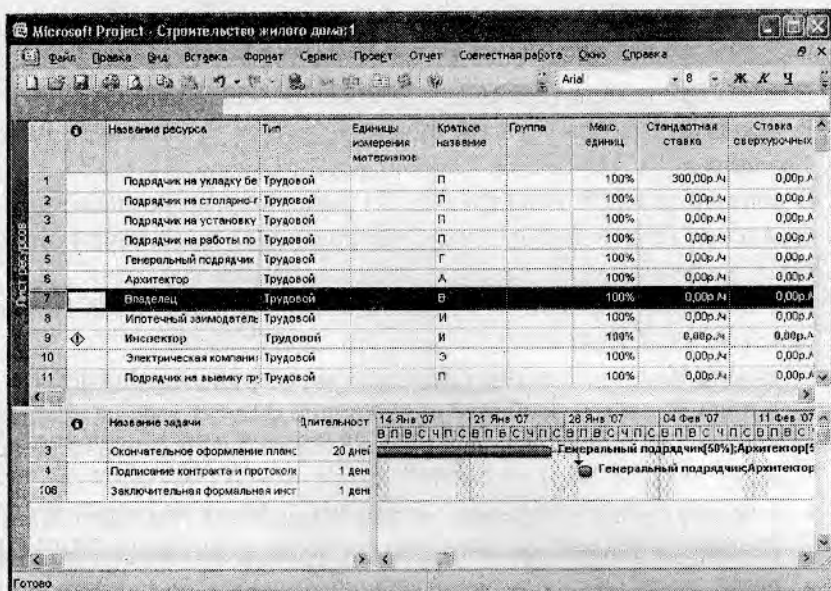 Microsoft Project - Строительство жилого дома:1
Файл Правка Вид Вставка Формат Сервис Проект Отчет Совместная работа Окно Справка
Arial 8 Ж К Ч
Название ресурса Тип Единицы измерения материалов Краткое название Группа Макс. единиц Стандартная ставка Ставка сверхурочных
1 Подрядчик на укладку бе Трудовой П 100% 300,00р./ч 0,00р./
2 Подрядчик на столярно-г Трудовой П 100% 0,00р./ч 0,00р./
3 Подрядчик на установку Трудовой П 100% 0,00р./ч 0,00р./
4 Подрядчик на работы по Трудовой П 100% 0,00р./ч 0,00р./
5 Генеральный подрядчик Трудовой Г 100% 0,00р./ч 0,00р./
6 Архитектор Трудовой А 100% 0,00р./ч 0,00р./
7 Владелец Трудовой В 100% 0,00р./ч 0,00р./
8 Ипотечный заимодатель Трудовой И 100% 0,00р./ч 0,00р./
9 Инспектор Трудовой И 100% 0,00р./ч 0,00р./
10 Электрическая компани Трудовой Э 100% 0,00р./ч 0,00р./
11 Подрядчик на выемку гр Трудовой П 100% 0,00р./ч 0,00р./
Лист ресурсов
Название задачи Длительност 14 Янв '07 21 Янв '07 28 Янв '07 04 Фев '07 11 Фев '07
В П В С Ч П С В П В С Ч П С В П В С Ч П С В П В С Ч П С В П В С
3 Окончательное оформление планс 20 дней Генеральный подрядчик[50%];Архитектор[5
4 Подписание контракта и протокола 1 день Генеральный подрядчик;Архитектор
106 Заключительная формальная инст 1 день
Готово